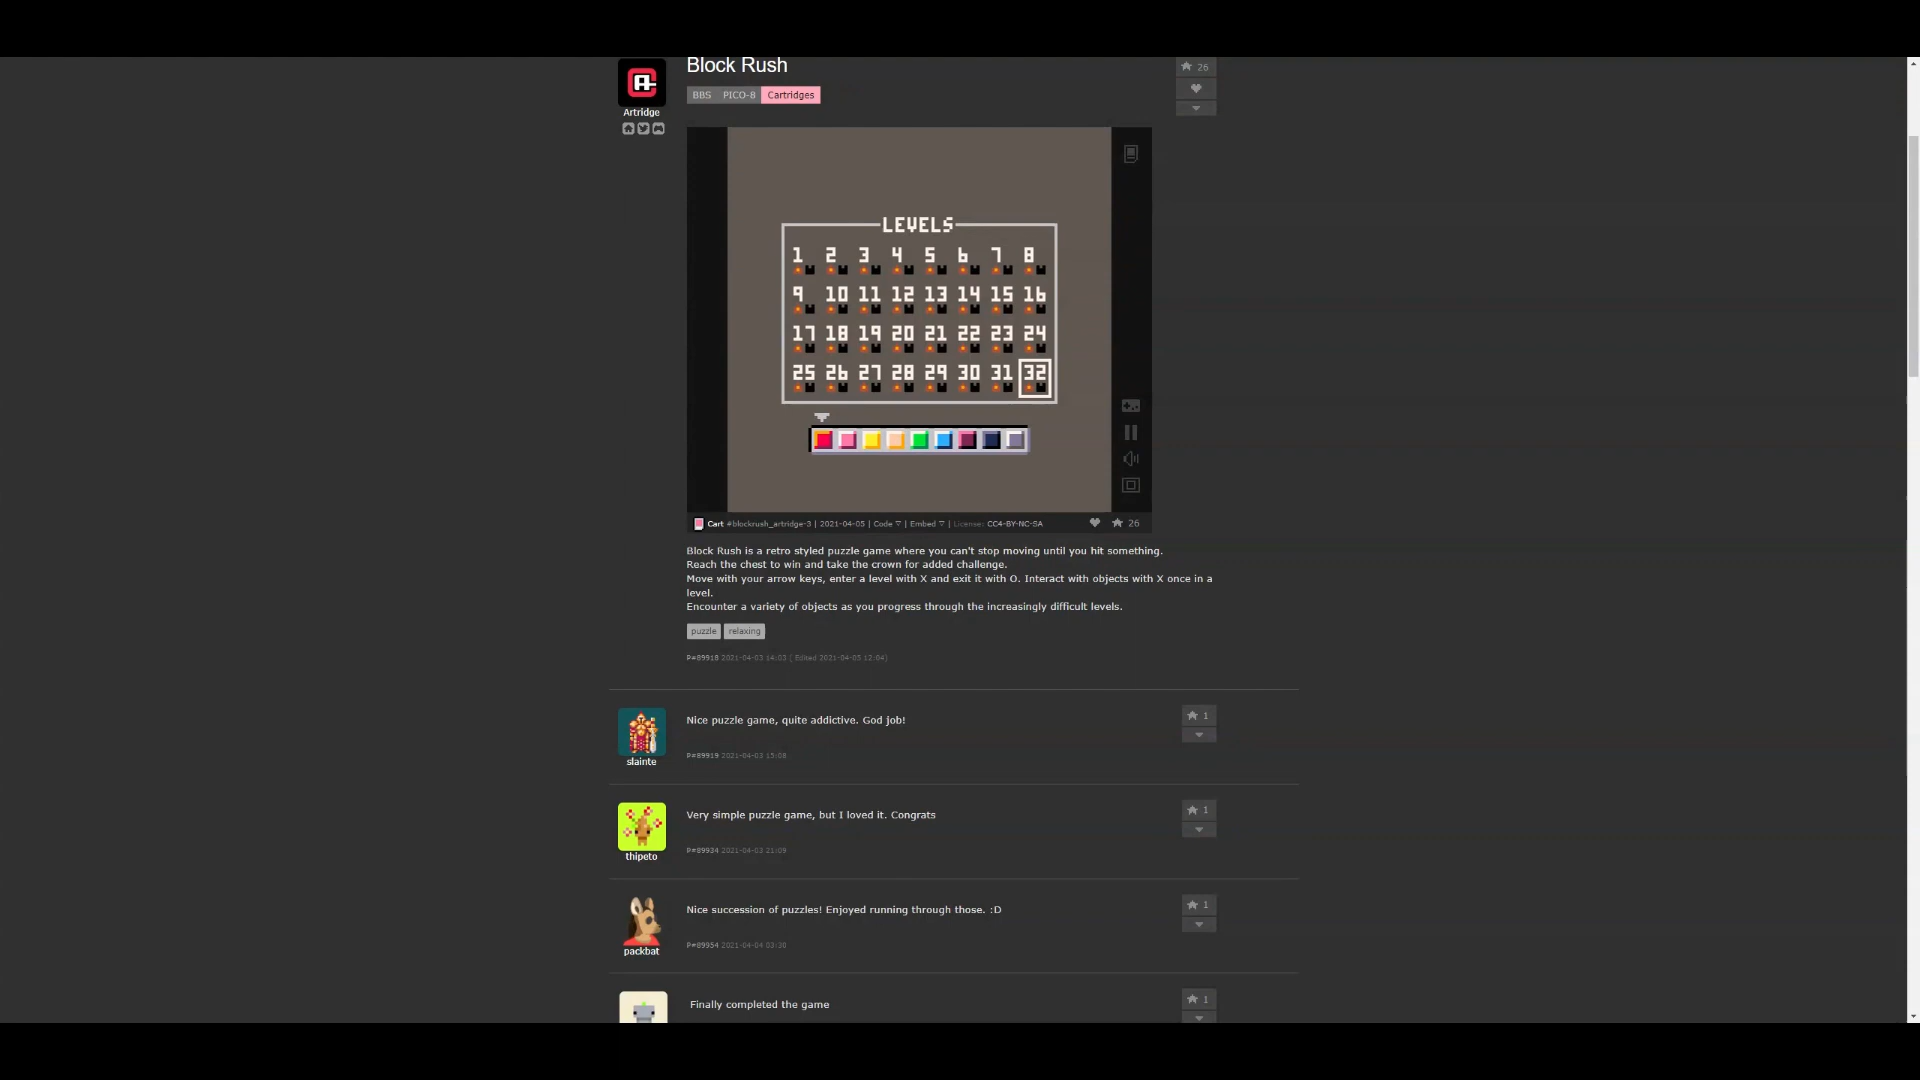 Block Rush
26
BBS PICO-8 Cartridges
Artridge
LEVELS
1 2 3 4 5 6 7 8
9 10 11 12 13 14 15 16
17 18 19 20 21 22 23 24
25 26 27 28 29 30 31 32
Cart #blockrush_artridge-3 | 2021-04-05 | Code ▽ | Embed ▽ | License: CC4-BY-NC-SA 26
Block Rush is a retro styled puzzle game where you can't stop moving until you hit something.
Reach the chest to win and take the crown for added challenge.
Move with your arrow keys, enter a level with X and exit it with O. Interact with objects with X once in a
level.
Encounter a variety of objects as you progress through the increasingly difficult levels.
puzzle relaxing
P#89918 2021-04-03 14:03 ( Edited 2021-04-05 12:04)
Nice puzzle game, quite addictive. God job!
1
P#89919 2021-04-03 15:08
slainte
Very simple puzzle game, but I loved it. Congrats
1
P#89934 2021-04-03 21:09
thipeto
Nice succession of puzzles! Enjoyed running through those. :D
1
P#89954 2021-04-04 03:30
packbat
Finally completed the game
1